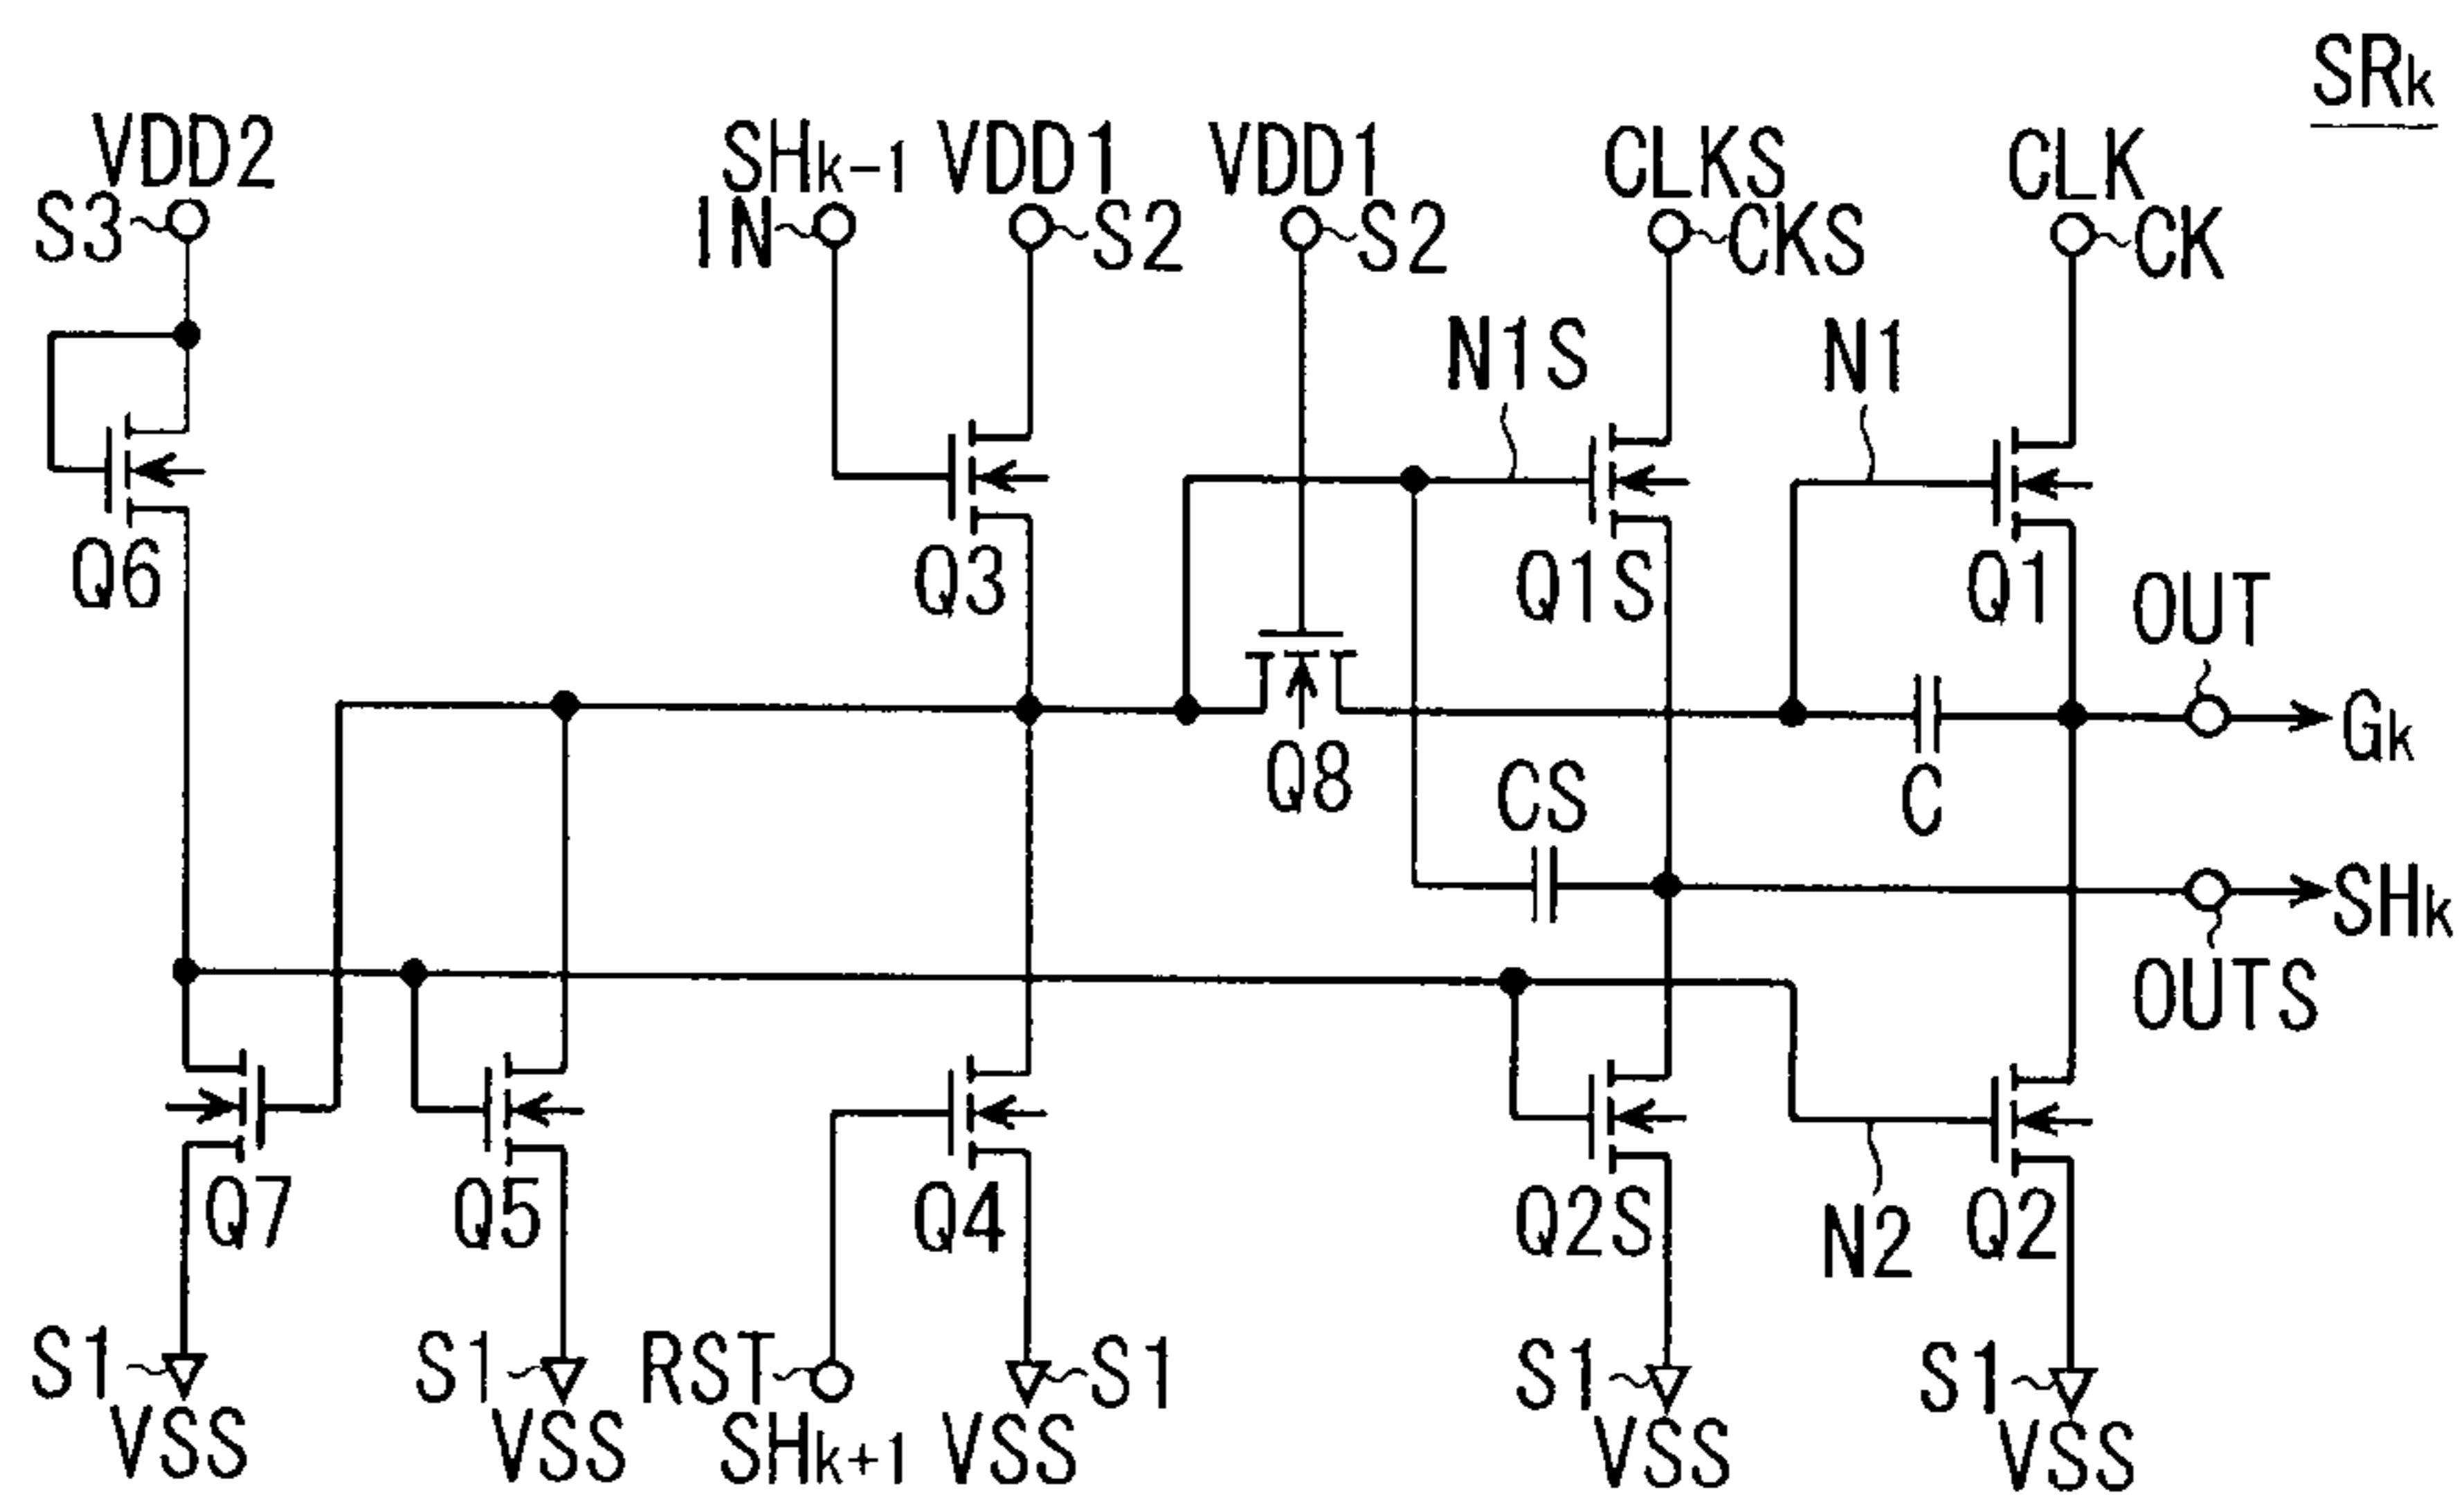 SRk
VDD2
SHk-1
VDD1
VDD1
CLKS
CLK
S3
IN
S2
S2
CKS
CK
N1S
N1
Q6
Q3
Q1S
Q1
OUT
Gk
Q8
CS
C
SHk
OUTS
Q7
Q5
Q4
Q2S
N2
Q2
S1
S1
RST
S1
S1
S1
VSS
VSS
SHk+1
VSS
VSS
VSS